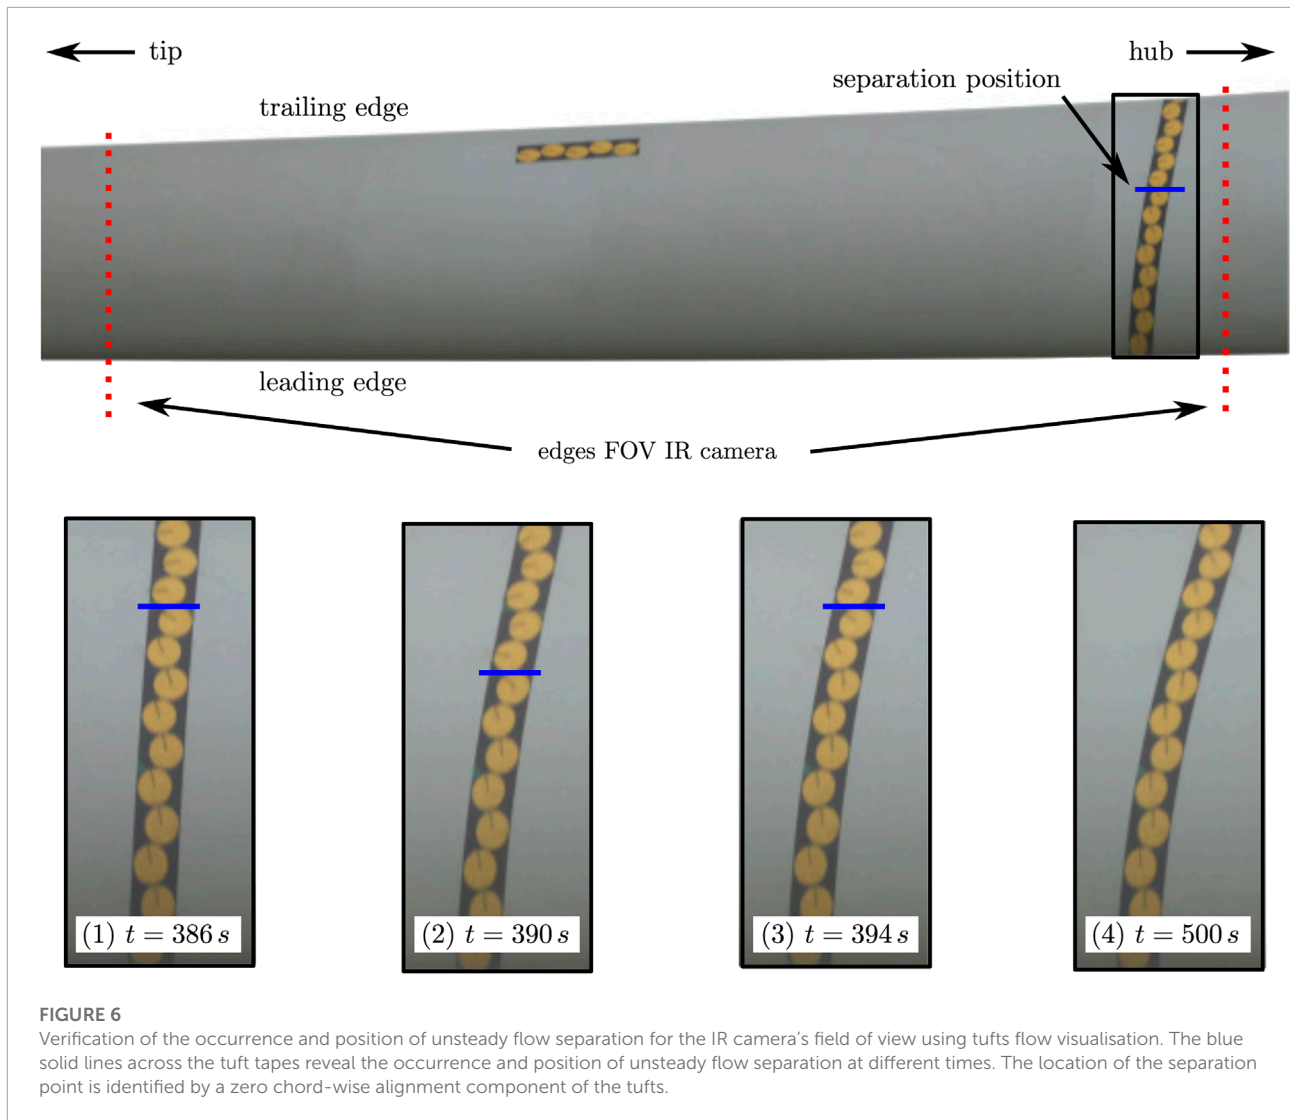 tip
hub
separation position
trailing edge
leading edge
edges FOV IR camera
(1) t = 386 s
(2) t = 390 s
(3) t = 394 s
(4) t = 500 s
FIGURE 6
Verification of the occurrence and position of unsteady flow separation for the IR camera’s field of view using tufts flow visualisation. The blue
solid lines across the tuft tapes reveal the occurrence and position of unsteady flow separation at different times. The location of the separation
point is identified by a zero chord-wise alignment component of the tufts.